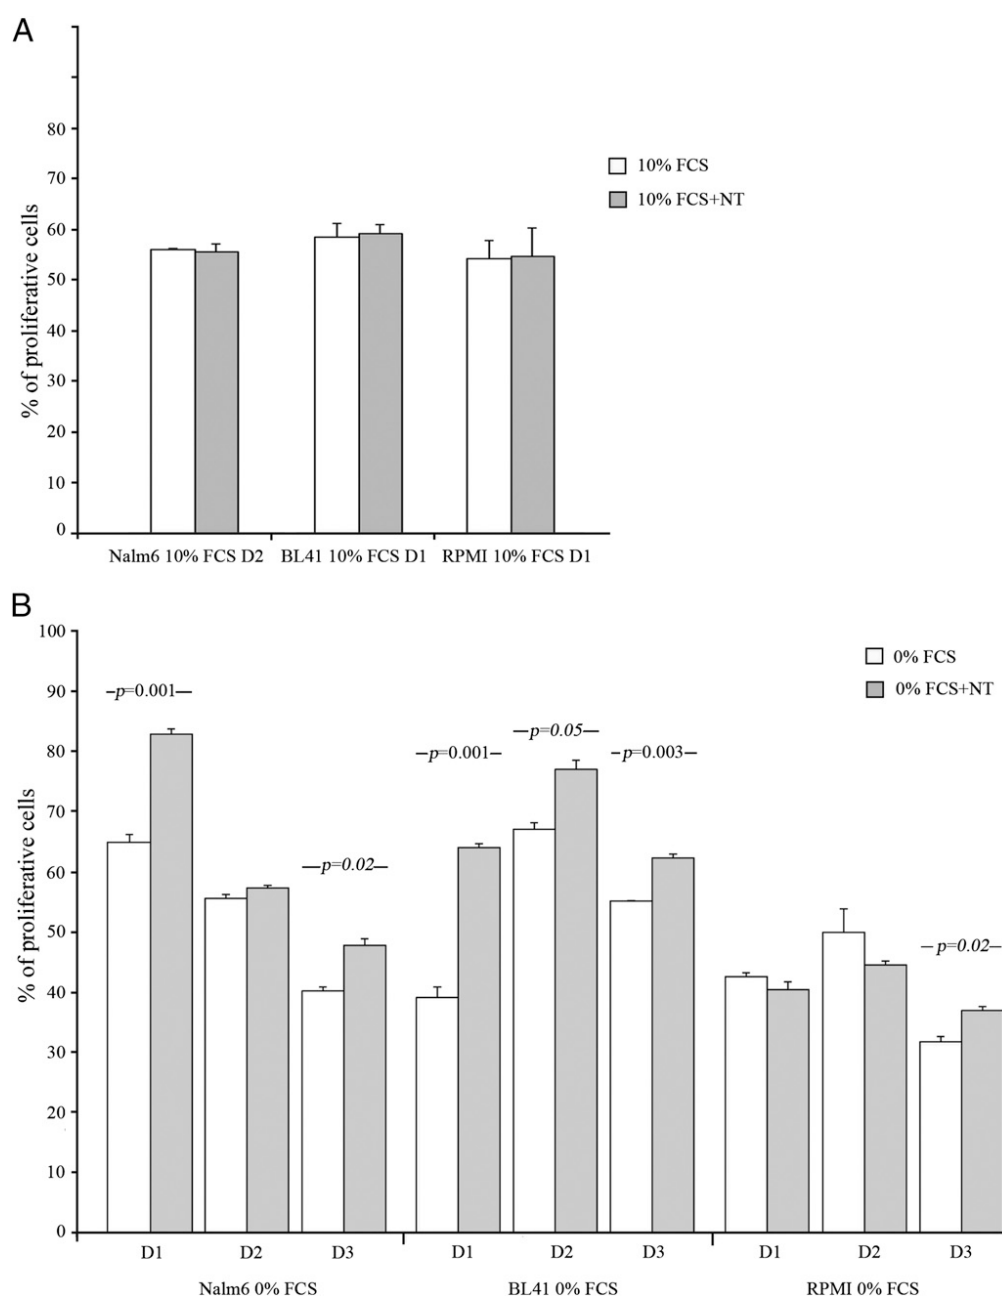 A
80
70
60
50
40
30
20
10
0
% of proliferative cells
10% FCS
10% FCS+NT
Nalm6 10% FCS D2 BL41 10% FCS D1 RPMI 10% FCS D1
B
100
90
80
70
60
50
40
30
20
10
0
% of proliferative cells
0% FCS
0% FCS+NT
p=0.001
p=0.02
p=0.001
p=0.05
p=0.003
p=0.02
D1 D2 D3 D1 D2 D3 D1 D2 D3
Nalm6 0% FCS BL41 0% FCS RPMI 0% FCS